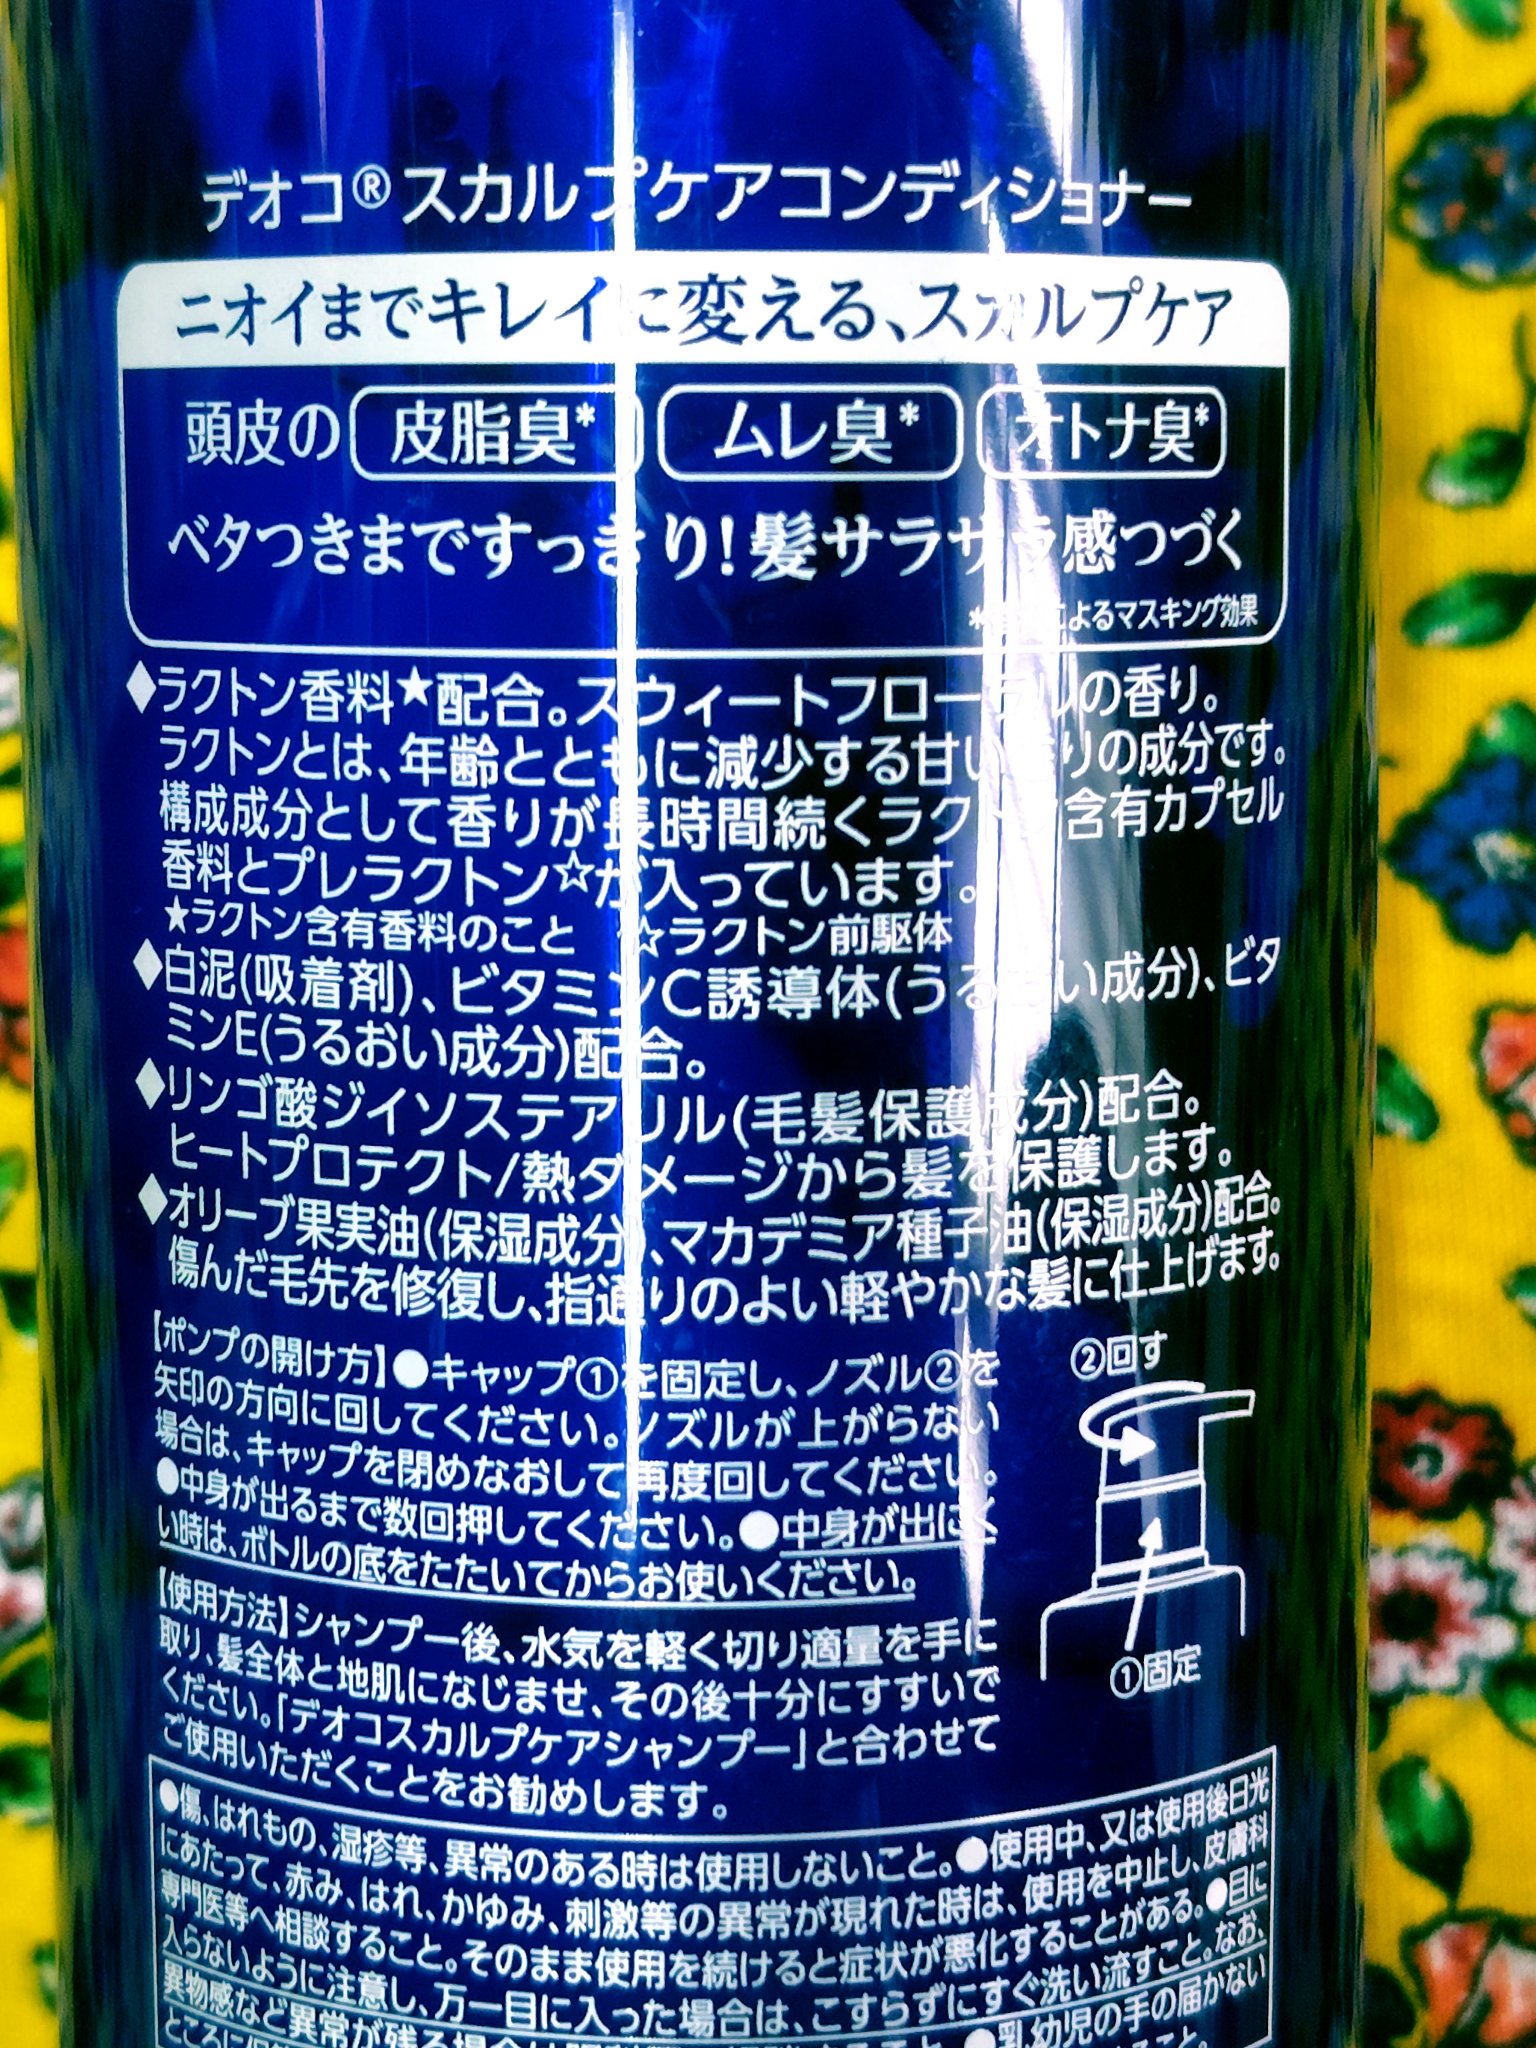 デオコ®スカルプケアコンディショナー
ニオイまでキレイに変える、スカルプケア
頭皮の 皮脂臭* ムレ臭* オトナ臭*
ベタつきまですっきり!髪サラサラ感つづく
*によるマスキング効果
◆ラクトン香料★配合。スウィートフローラルの香り。
ラクトンとは、年齢とともに減少する甘い香りの成分です。
構成成分として香りが長時間続くラクトン含有カプセル
香料とプレラクトン☆が入っています。
★ラクトン含有香料のこと ☆ラクトン前駆体
◆白泥(吸着剤)、ビタミンC誘導体(うるおい成分)、ビタ
ミンE(うるおい成分)配合。
◆リンゴ酸ジイソステアリル(毛髪保護成分)配合。
ヒートプロテクト/熱ダメージから髪を保護します。
◆オリーブ果実油(保湿成分)、マカデミア種子油(保湿成分)配合。
傷んだ毛先を修復し、指通りのよい軽やかな髪に仕上げます。
【ポンプの開け方】●キャップ①を固定し、ノズル②を
矢印の方向に回してください。ノズルが上がらない
場合は、キャップを閉めなおして再度回してください。
●中身が出るまで数回押してください。●中身が出にく
い時は、ボトルの底をたたいてからお使いください。
②回す
①固定
【使用方法】シャンプー後、水気を軽く切り適量を手に
取り、髪全体と地肌になじませ、その後十分にすすいで
ください。「デオコスカルプケアシャンプー」と合わせて
ご使用いただくことをお勧めします。
●傷、はれもの、湿疹等、異常のある時は使用しないこと。●使用中、又は使用後日光
にあたって、赤み、はれ、かゆみ、刺激等の異常が現れた時は、使用を中止し、皮膚科
専門医等へ相談すること。そのまま使用を続けると症状が悪化することがある。●目に
入らないように注意し、万一目に入った場合は、こすらずにすぐ洗い流すこと。なお、
異物感など異常が残る場合は 乳幼児の手の届かない
ところに